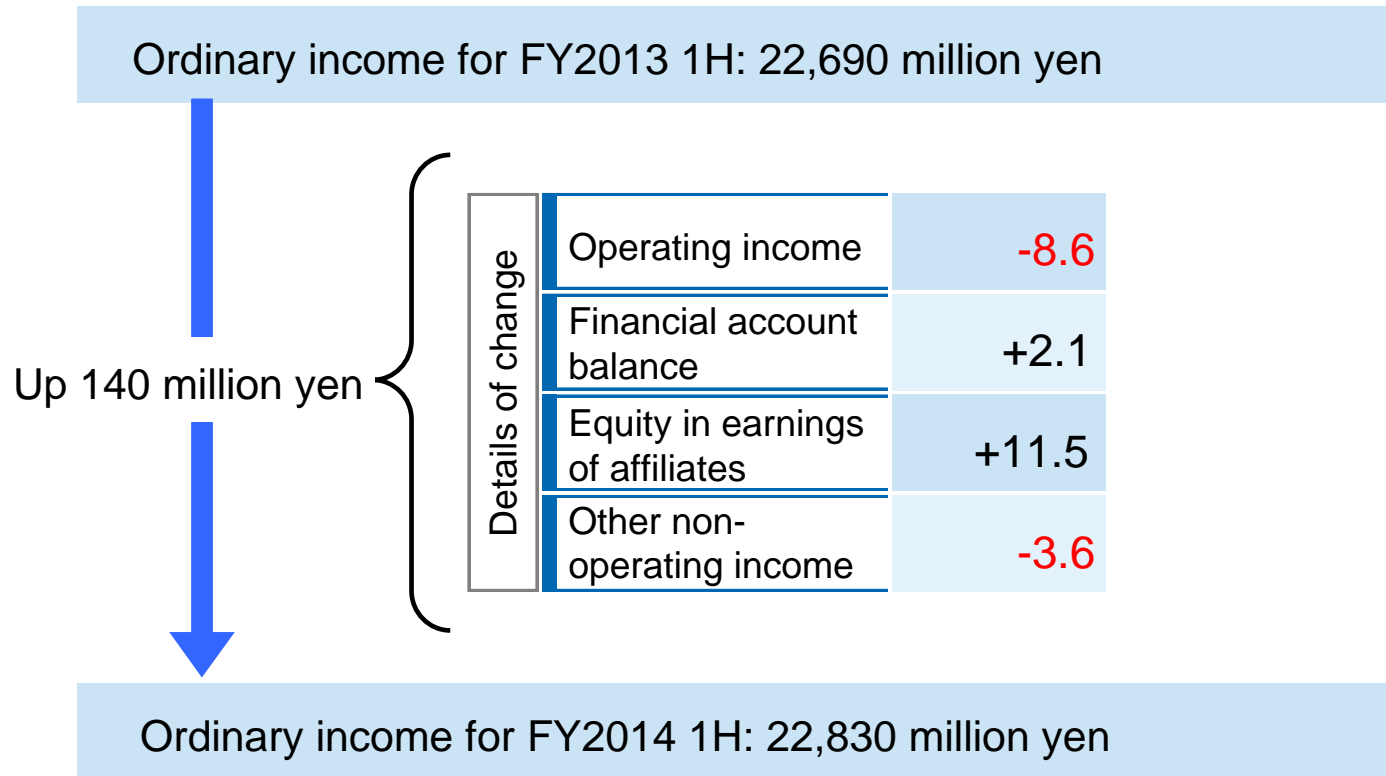 Ordinary income for FY2013 1H: 22,690 million yen
Up 140 million yen
Details of change
Operating income
-8.6
Financial account
balance
+2.1
Equity in earnings
of affiliates
+11.5
Other non-
operating income
-3.6
Ordinary income for FY2014 1H: 22,830 million yen